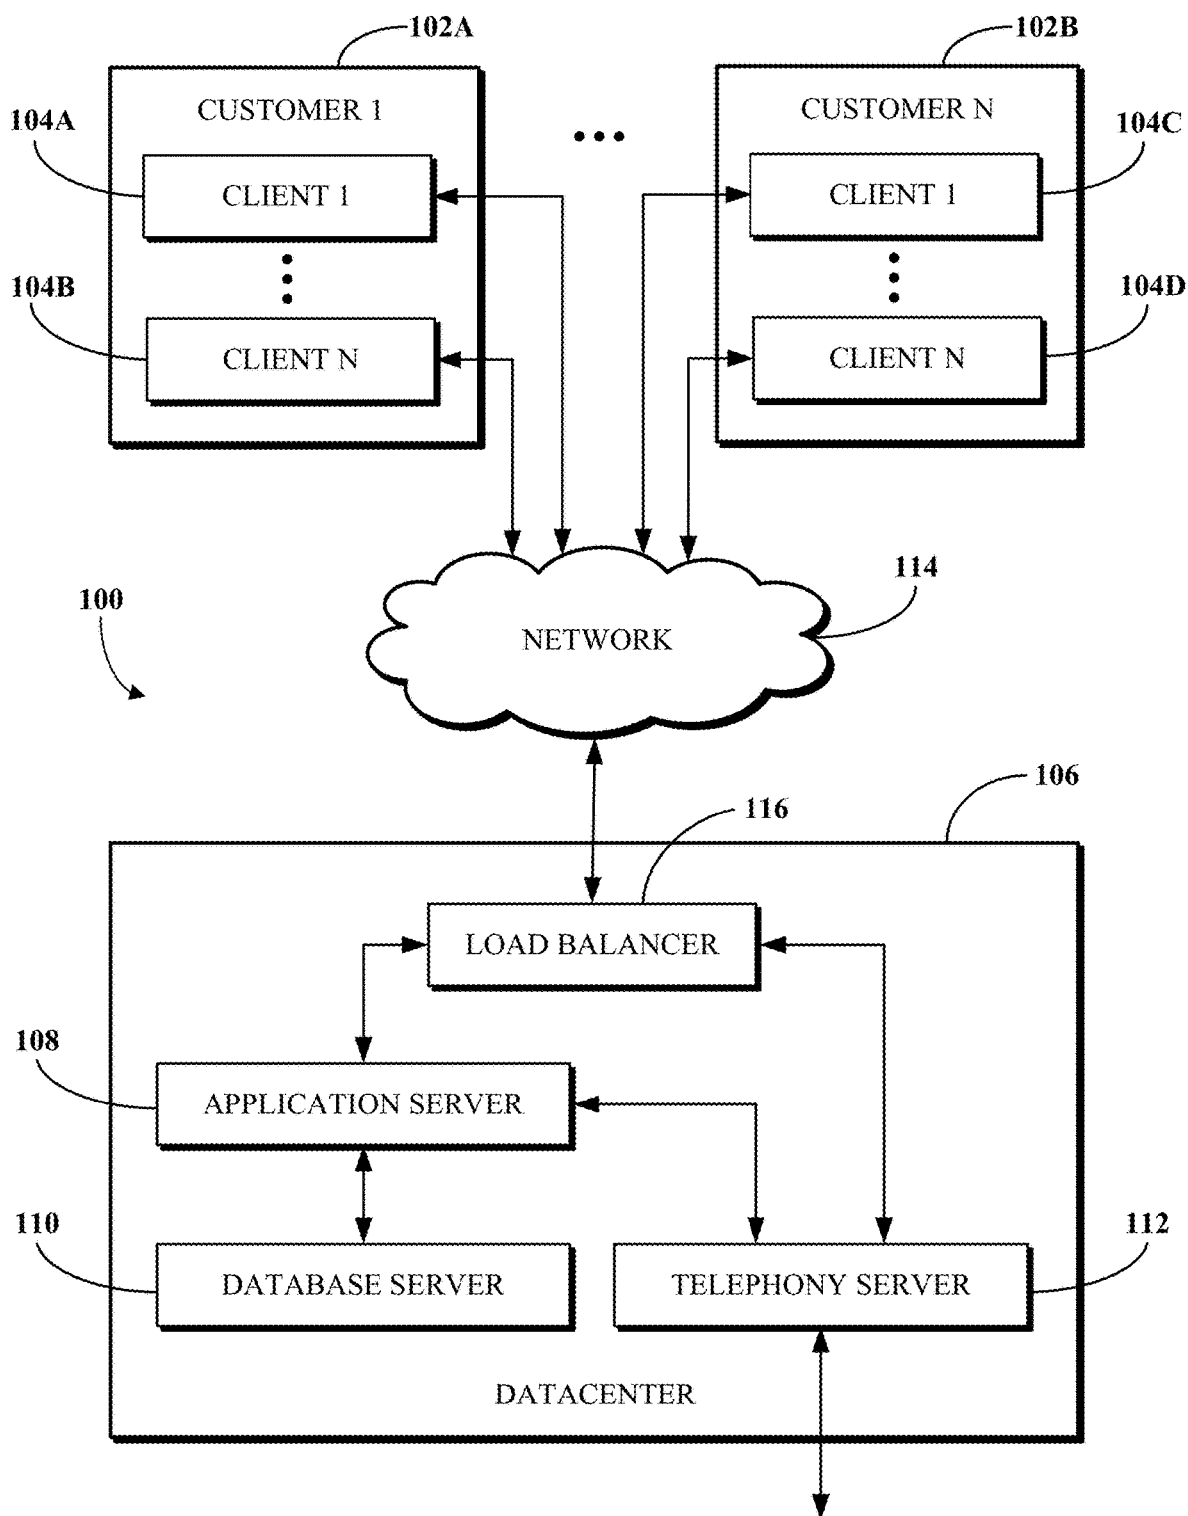 102A
102B
CUSTOMER 1
CUSTOMER N
104A
104C
CLIENT 1
CLIENT 1
104B
104D
CLIENT N
CLIENT N
114
100
NETWORK
106
116
LOAD BALANCER
108
APPLICATION SERVER
110
112
DATABASE SERVER
TELEPHONY SERVER
DATACENTER